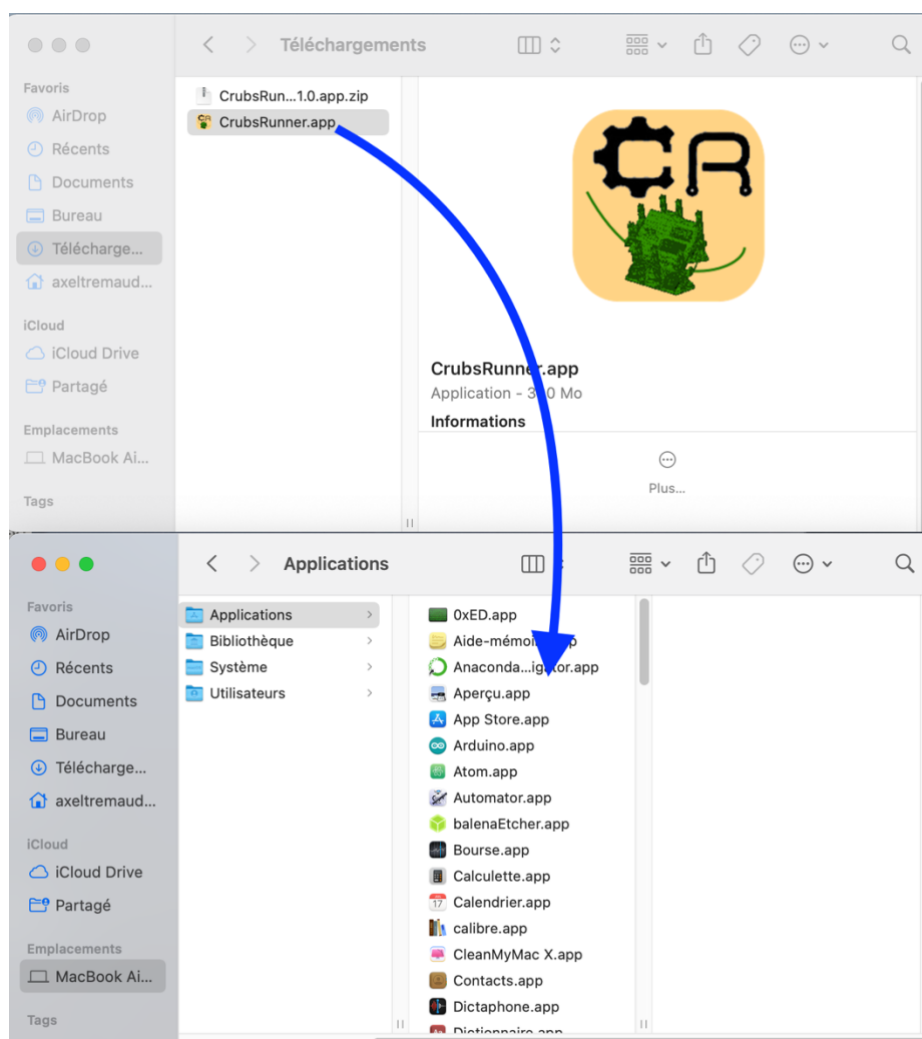 Téléchargements
Favoris
AirDrop
Récents
Documents
Bureau
Télécharge...
axeltremaud...
iCloud
iCloud Drive
Partagé
Emplacements
MacBook Ai...
Tags
CrubsRun...1.0.app.zip
CrubsRunner.app
CR
CrubsRunner.app
Application - Mo
Informations
Plus...
Applications
Favoris
AirDrop
Récents
Documents
Bureau
Télécharge...
axeltremaud...
iCloud
iCloud Drive
Partagé
Emplacements
MacBook Ai...
Tags
Applications
Bibliothèque
Système
Utilisateurs
0xED.app
Anaconda...igator.app
Aperçu.app
App Store.app
Arduino.app
Atom.app
Automator.app
balenaEtcher.app
Bourse.app
Calculette.app
Calendrier.app
calibre.app
CleanMyMac X.app
Contacts.app
Dictaphone.app
Dictionnaire.app